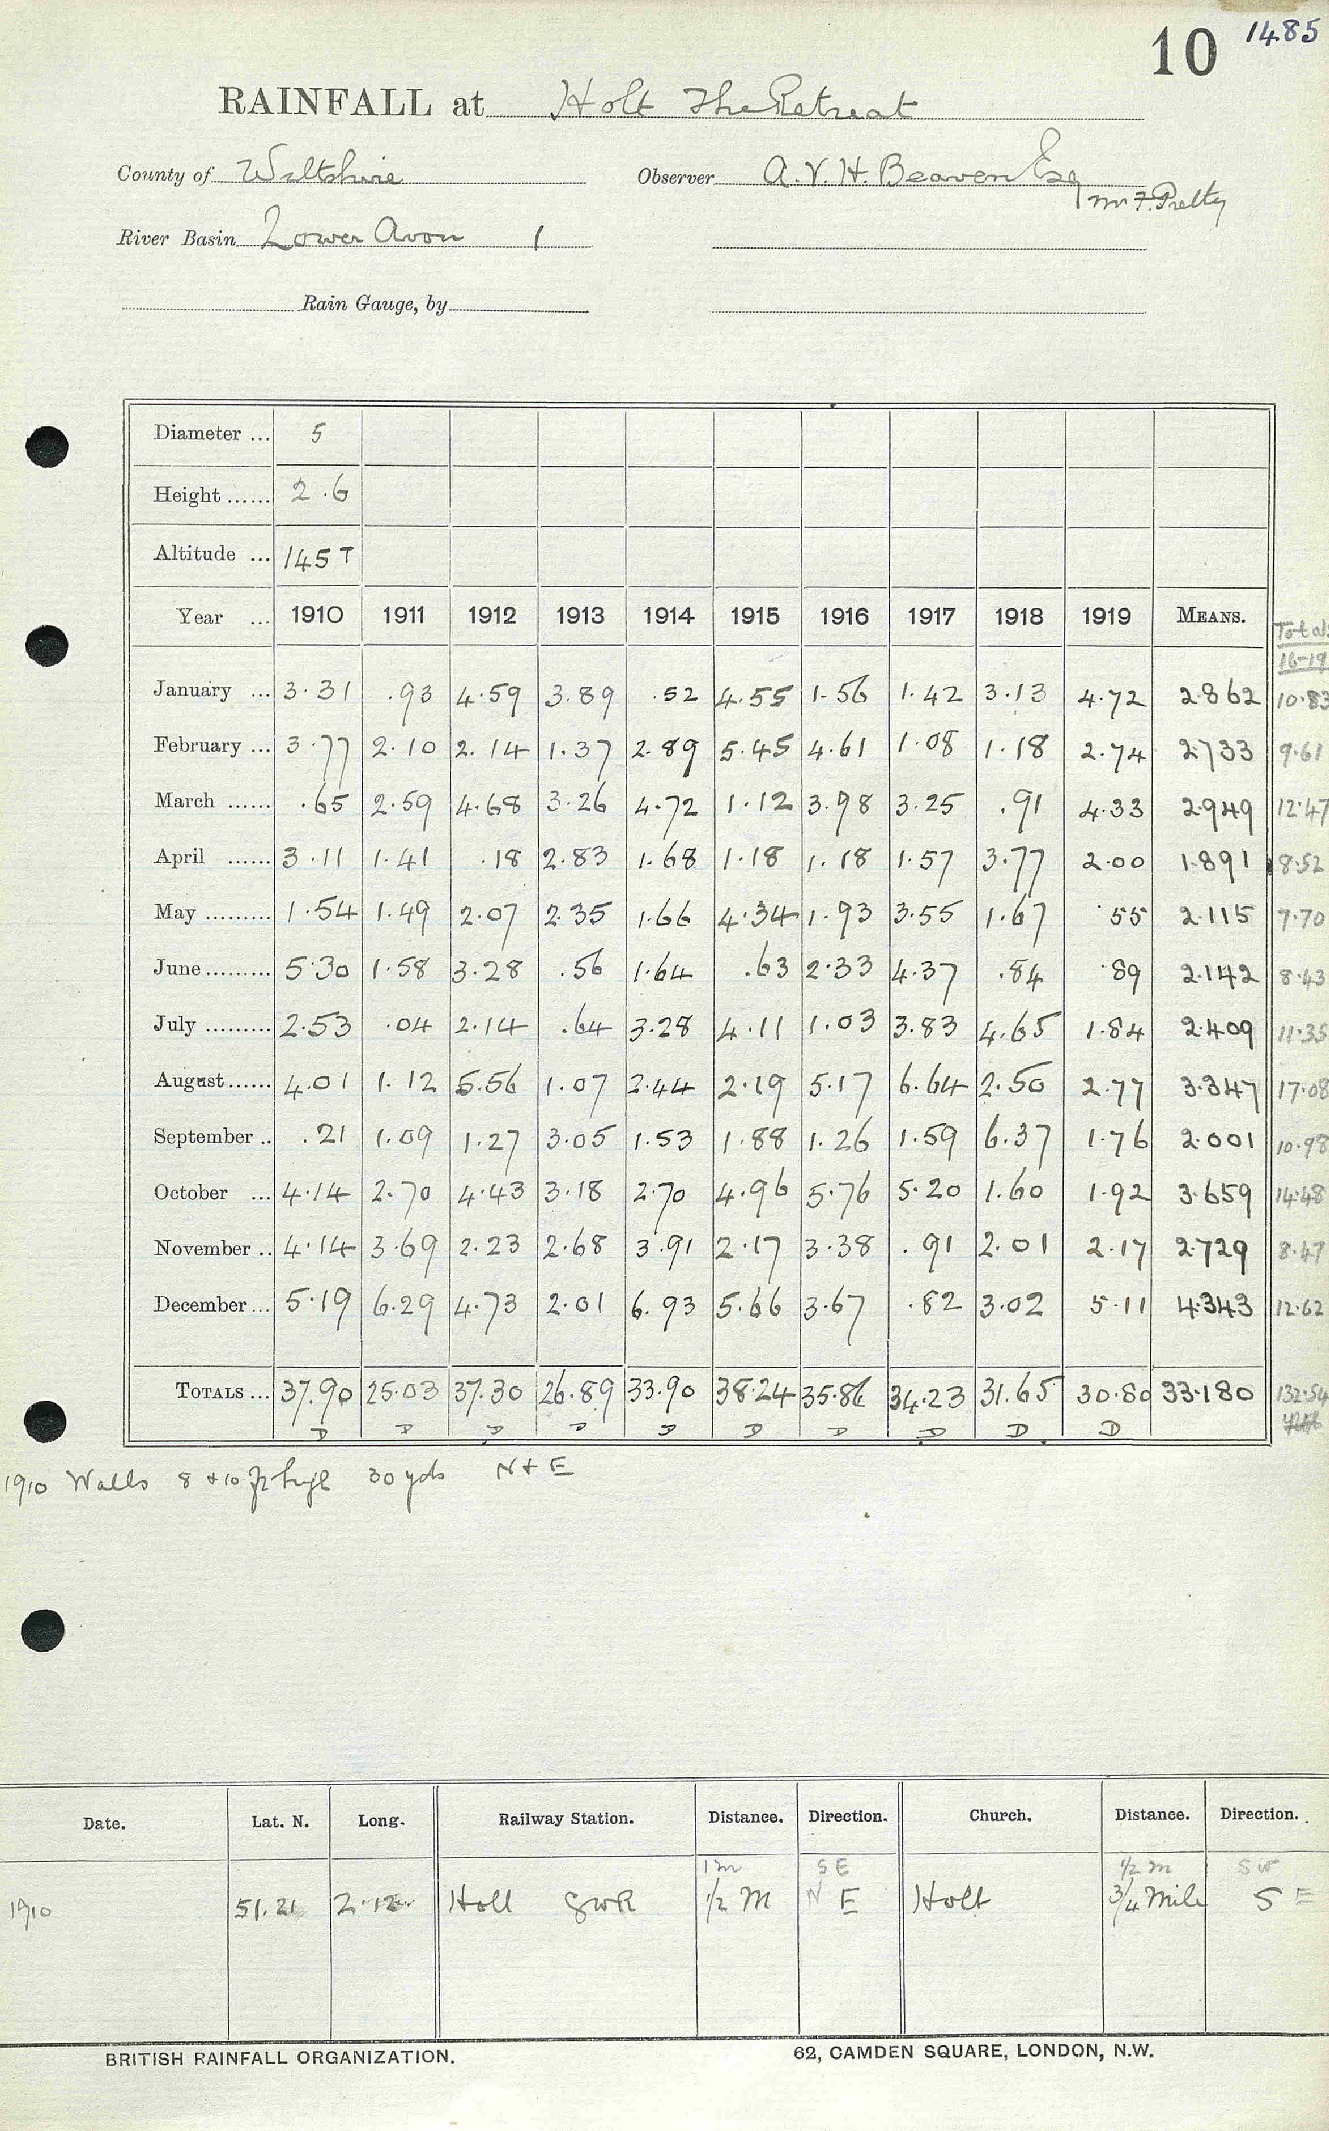 10 1485
RAINFALL at Holt The Retreat
County of Wiltshire Observer A. V. H. Beaven Esq
Mr F. Pretty
River Basin Lower Avon 1
Rain Gauge, by
Diameter ... 5
Height ...... 2.6
Altitude ... 145 T
Year ... 1910 1911 1912 1913 1914 1915 1916 1917 1918 1919 MEANS. Total
16-19
January ... 3.31 .93 4.59 3.89 .52 4.55 1.56 1.42 3.13 4.72 2.862 10.83
February ... 3.77 2.10 2.14 1.37 2.89 5.45 4.61 1.08 1.18 2.74 2.733 9.61
March ...... .65 2.59 4.68 3.26 4.72 1.12 3.98 3.25 .91 4.33 2.949 12.47
April ...... 3.11 1.41 .18 2.83 1.68 1.18 1.18 1.57 3.77 2.00 1.891 8.52
May ......... 1.54 1.49 2.07 2.35 1.66 4.34 1.93 3.55 1.67 .55 2.115 7.70
June ......... 5.30 1.58 3.28 .56 1.64 .63 2.33 4.37 .84 .89 2.142 8.43
July ......... 2.53 .04 2.14 .64 3.28 4.11 1.03 3.83 4.65 1.84 2.409 11.35
August ...... 4.01 1.12 5.56 1.07 2.44 2.19 5.17 6.64 2.50 2.77 3.347 17.08
September .. .21 1.09 1.27 3.05 1.53 1.88 1.26 1.59 6.37 1.76 2.001 10.98
October ... 4.14 2.70 4.43 3.18 2.70 4.96 5.76 5.20 1.60 1.92 3.659 14.48
November .. 4.14 3.69 2.23 2.68 3.91 2.17 3.38 .91 2.01 2.17 2.729 8.47
December ... 5.19 6.29 4.73 2.01 6.93 5.66 3.67 .82 3.02 5.11 4.343 12.62
TOTALS ... 37.90 25.03 37.30 26.89 33.90 38.24 35.86 34.23 31.65 30.80 33.180 132.54
D D D D D D D D D D
1910 Walls 8 + 10 ft high 30 yds N + E
Date. Lat. N. Long. Railway Station. Distance. Direction. Church. Distance. Direction.
1 m SE 1/2 m SW
1910 51.21 2.12 Holt GWR 1/2 M N E Holt 3/4 Mile S E
BRITISH RAINFALL ORGANIZATION. 62, CAMDEN SQUARE, LONDON, N.W.